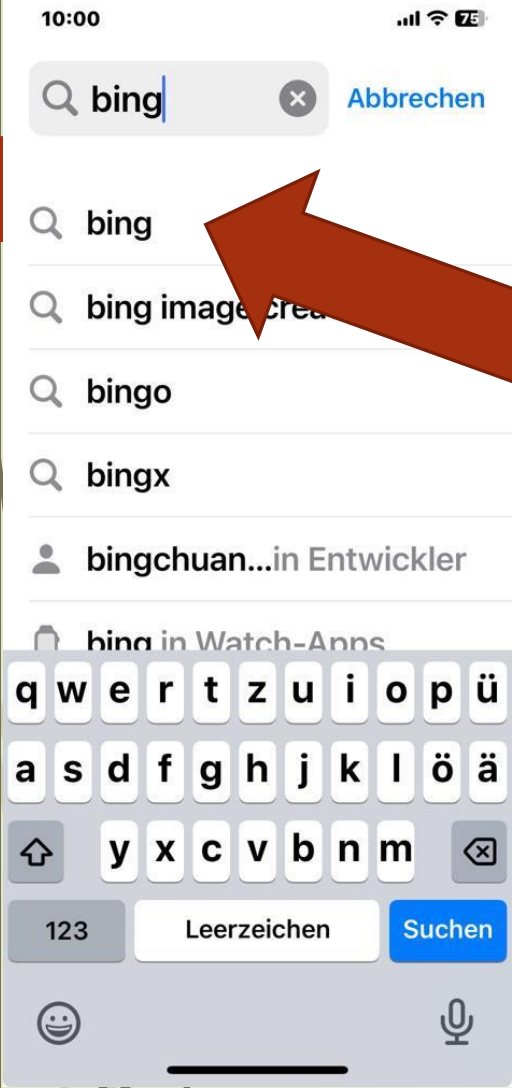 10:00 75
bing Abbrechen
bing
bing image crea
bingo
bingx
bingchuan...in Entwickler
bing in Watch-Apps
q w e r t z u i o p ü
a s d f g h j k l ö ä
y x c v b n m
123 Leerzeichen Suchen